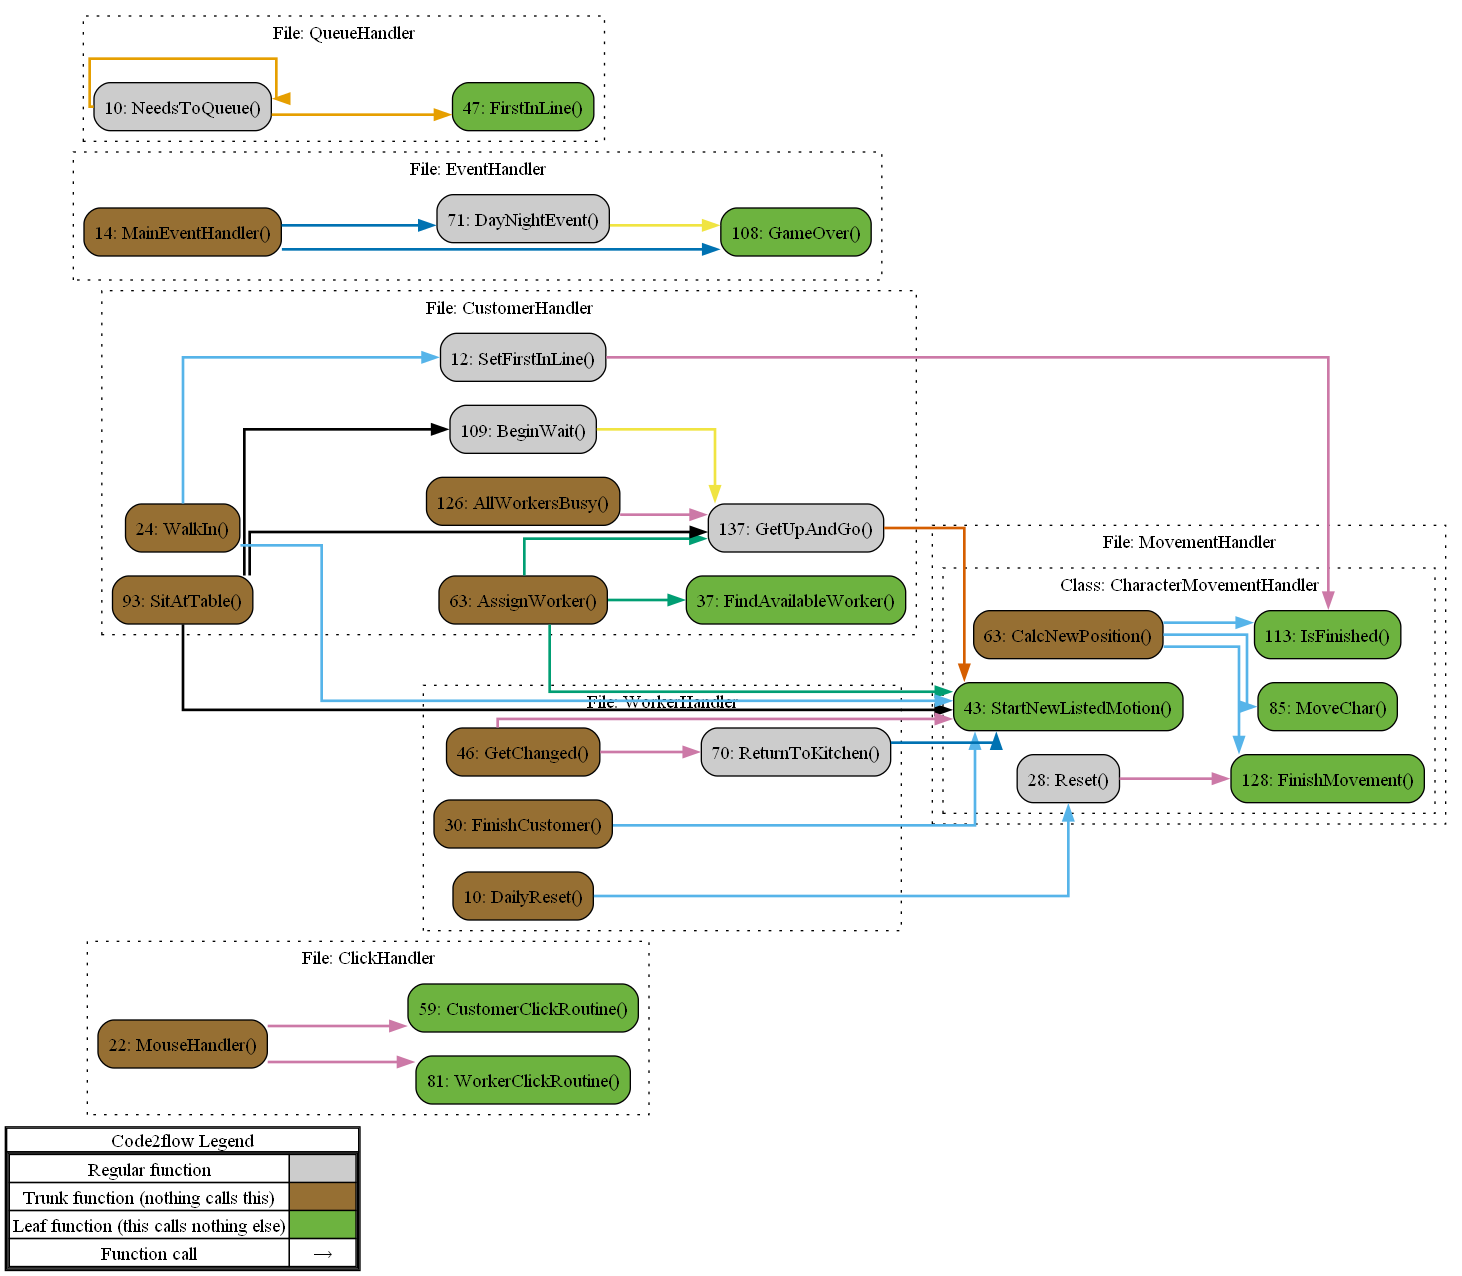 File: QueueHandler
10: NeedsToQueue()
47: FirstInLine()
File: EventHandler
14: MainEventHandler()
71: DayNightEvent()
108: GameOver()
File: CustomerHandler
12: SetFirstInLine()
109: BeginWait()
126: AllWorkersBusy()
24: WalkIn()
137: GetUpAndGo()
93: SitAtTable()
63: AssignWorker()
37: FindAvailableWorker()
File: MovementHandler
Class: CharacterMovementHandler
63: CalcNewPosition()
113: IsFinished()
43: StartNewListedMotion()
85: MoveChar()
28: Reset()
128: FinishMovement()
File: WorkerHandler
46: GetChanged()
70: ReturnToKitchen()
30: FinishCustomer()
10: DailyReset()
File: ClickHandler
59: CustomerClickRoutine()
22: MouseHandler()
81: WorkerClickRoutine()
Code2flow Legend
Regular function
Trunk function (nothing calls this)
Leaf function (this calls nothing else)
Function call →